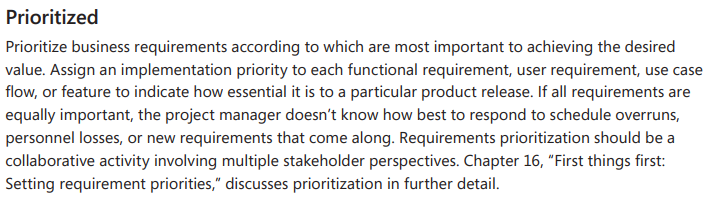 Prioritized
Prioritize business requirements according to which are most important to achieving the desired
value. Assign an implementation priority to each functional requirement, user requirement, use case
flow, or feature to indicate how essential it is to a particular product release. If all requirements are
equally important, the project manager doesn’t know how best to respond to schedule overruns,
personnel losses, or new requirements that come along. Requirements prioritization should be a
collaborative activity involving multiple stakeholder perspectives. Chapter 16, “First things first:
Setting requirement priorities,” discusses prioritization in further detail.